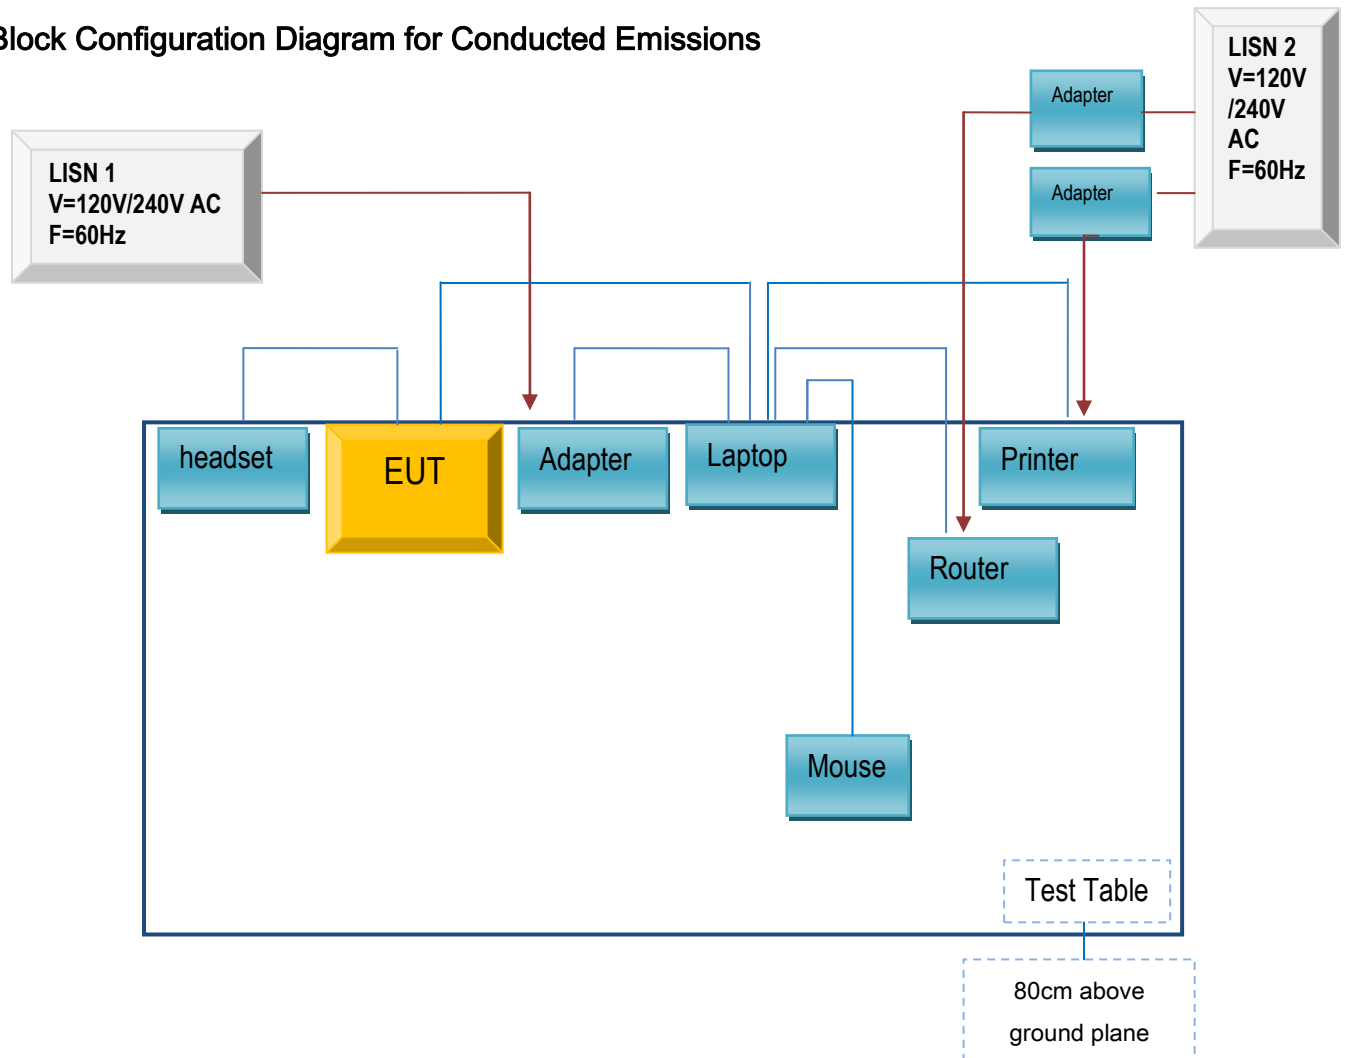 Block Configuration Diagram for Conducted Emissions
LISN 2
V=120V
/240V
AC
F=60Hz
Adapter
Adapter
LISN 1
V=120V/240V AC
F=60Hz
headset
EUT
Adapter
Laptop
Printer
Router
Mouse
Test Table
80cm above
ground plane